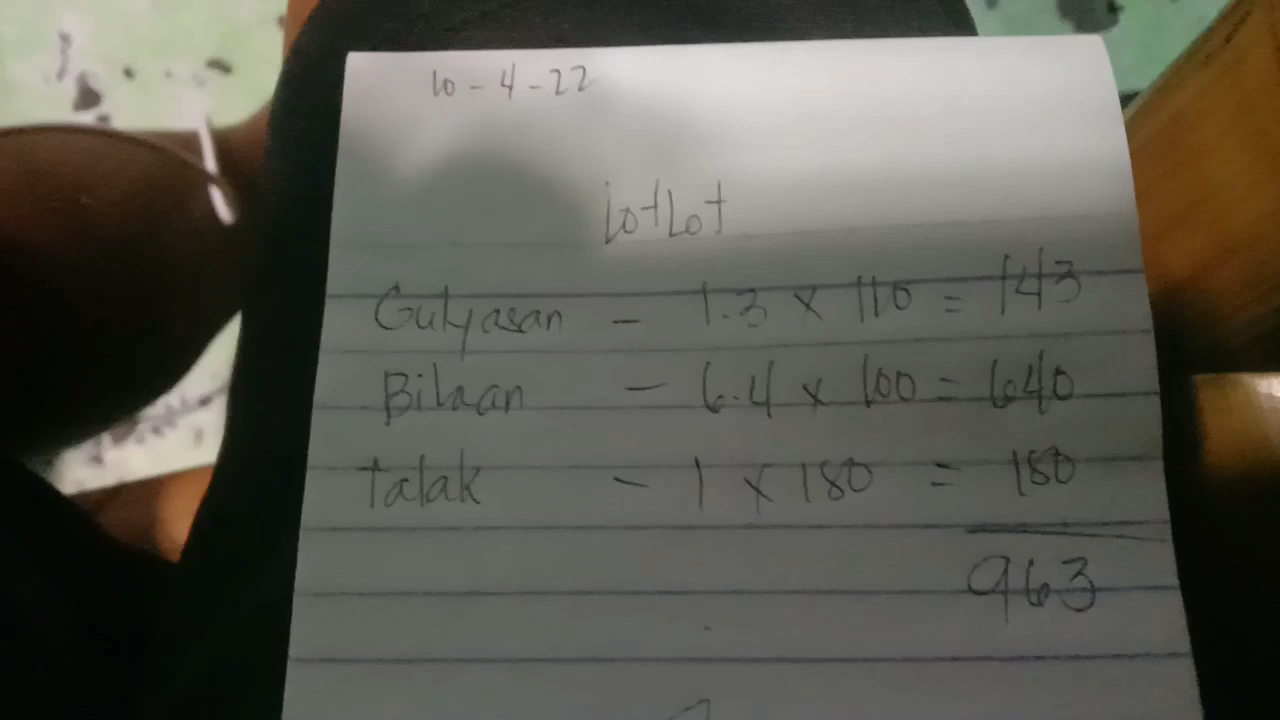 10-4-22
LotLot
Gulyasan - 1.3 x 110 = 143
Bilaan - 6.4 x 100 = 640
talak - 1 x 180 = 180
963